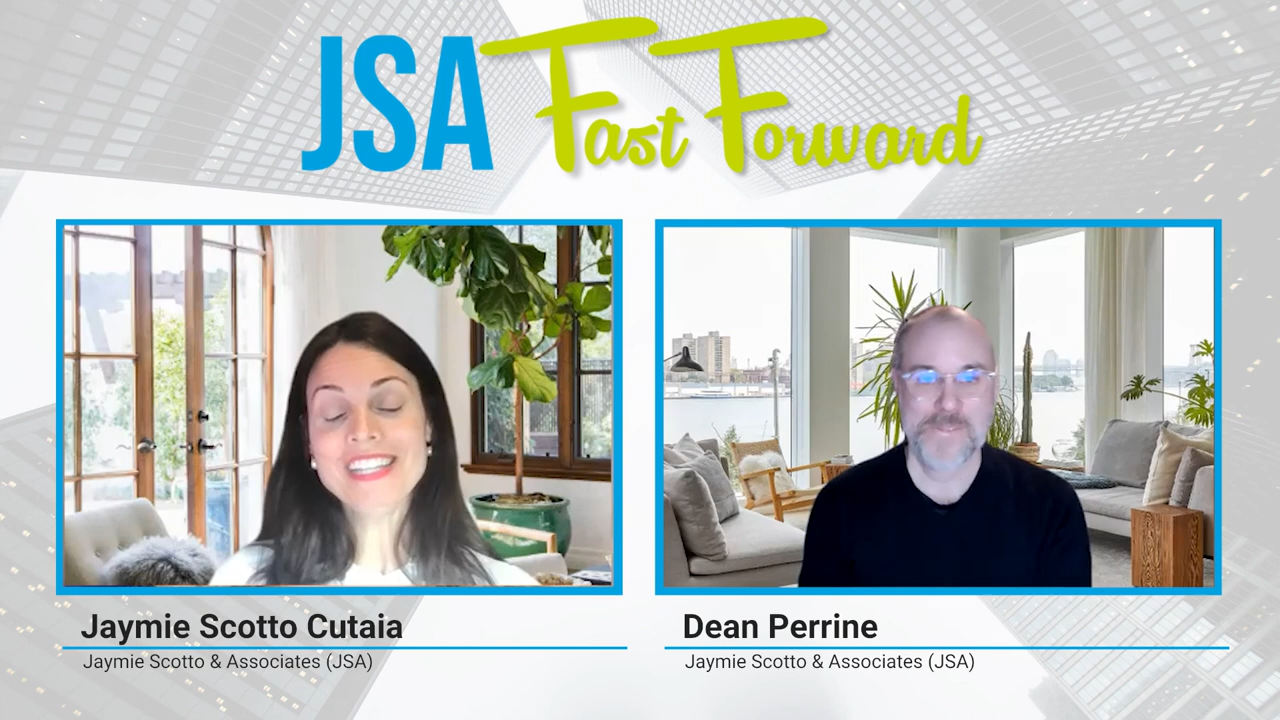 JSA Fast Forward
Jaymie Scotto Cutaia
Jaymie Scotto & Associates (JSA)
Dean Perrine
Jaymie Scotto & Associates (JSA)